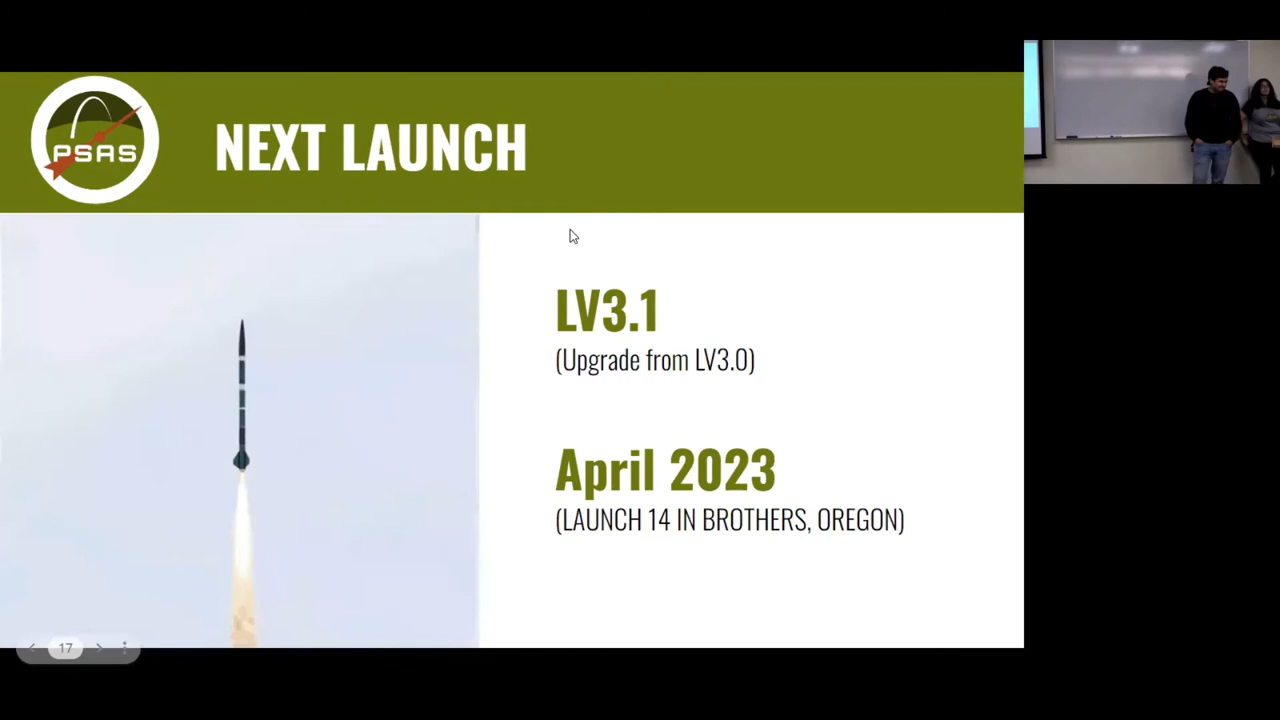 PSAS
NEXT LAUNCH
LV3.1
(Upgrade from LV3.0)
April 2023
(LAUNCH 14 IN BROTHERS, OREGON)
17